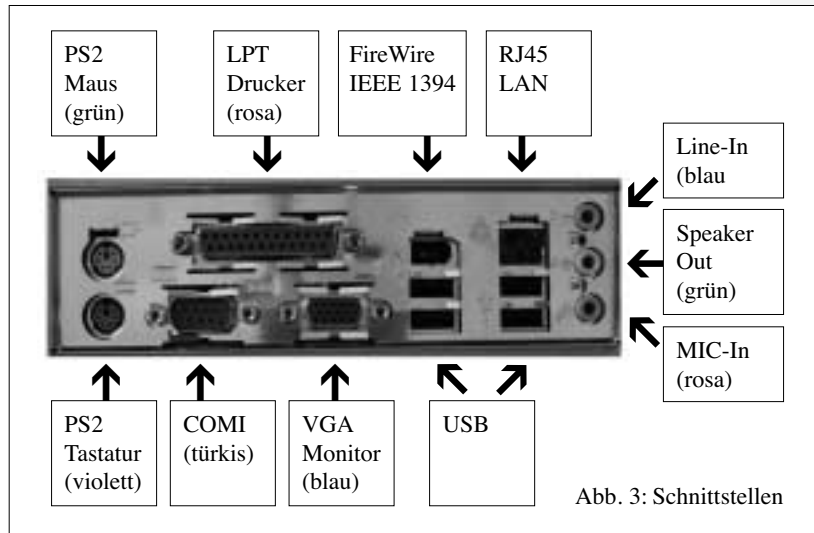 PS2
Maus
(grün)
LPT
Drucker
(rosa)
FireWire
IEEE 1394
RJ45
LAN
Line-In
(blau
Speaker
Out
(grün)
MIC-In
(rosa)
PS2
Tastatur
(violett)
COMI
(türkis)
VGA
Monitor
(blau)
USB
Abb. 3: Schnittstellen